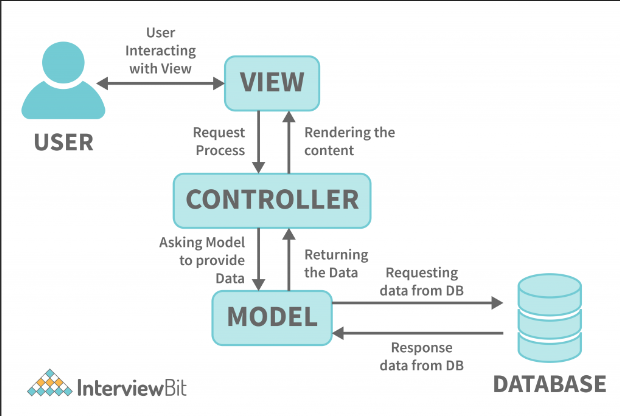 User
Interacting
with View
VIEW
USER
Request
Process
Rendering the
content
CONTROLLER
Asking Model
to provide
Data
Returning
the Data
Requesting
data from DB
MODEL
Response
data from DB
DATABASE
InterviewBit